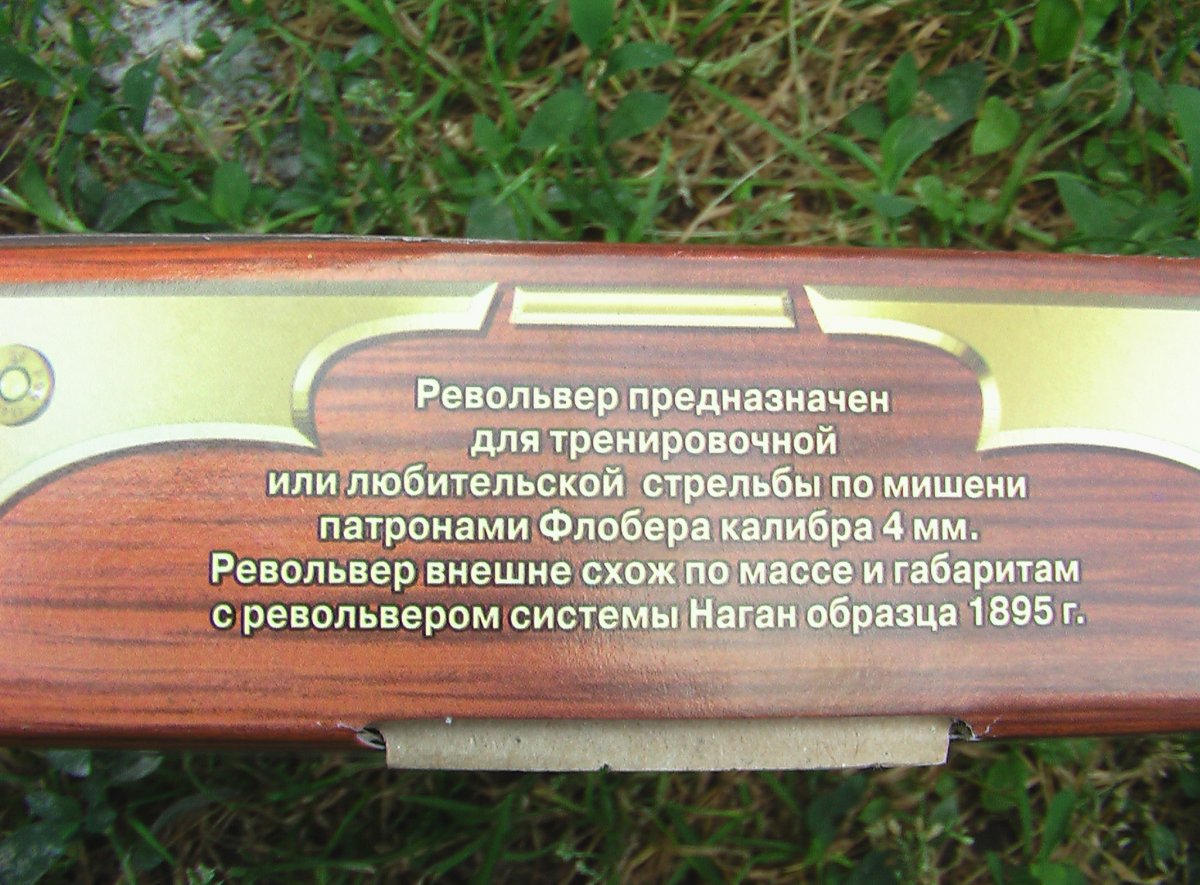 Револьвер предназначен
для тренировочной
или любительской стрельбы по мишени
патронами Флобера калибра 4 мм.
Револьвер внешне схож по массе и габаритам
с револьвером системы Наган образца 1895 г.